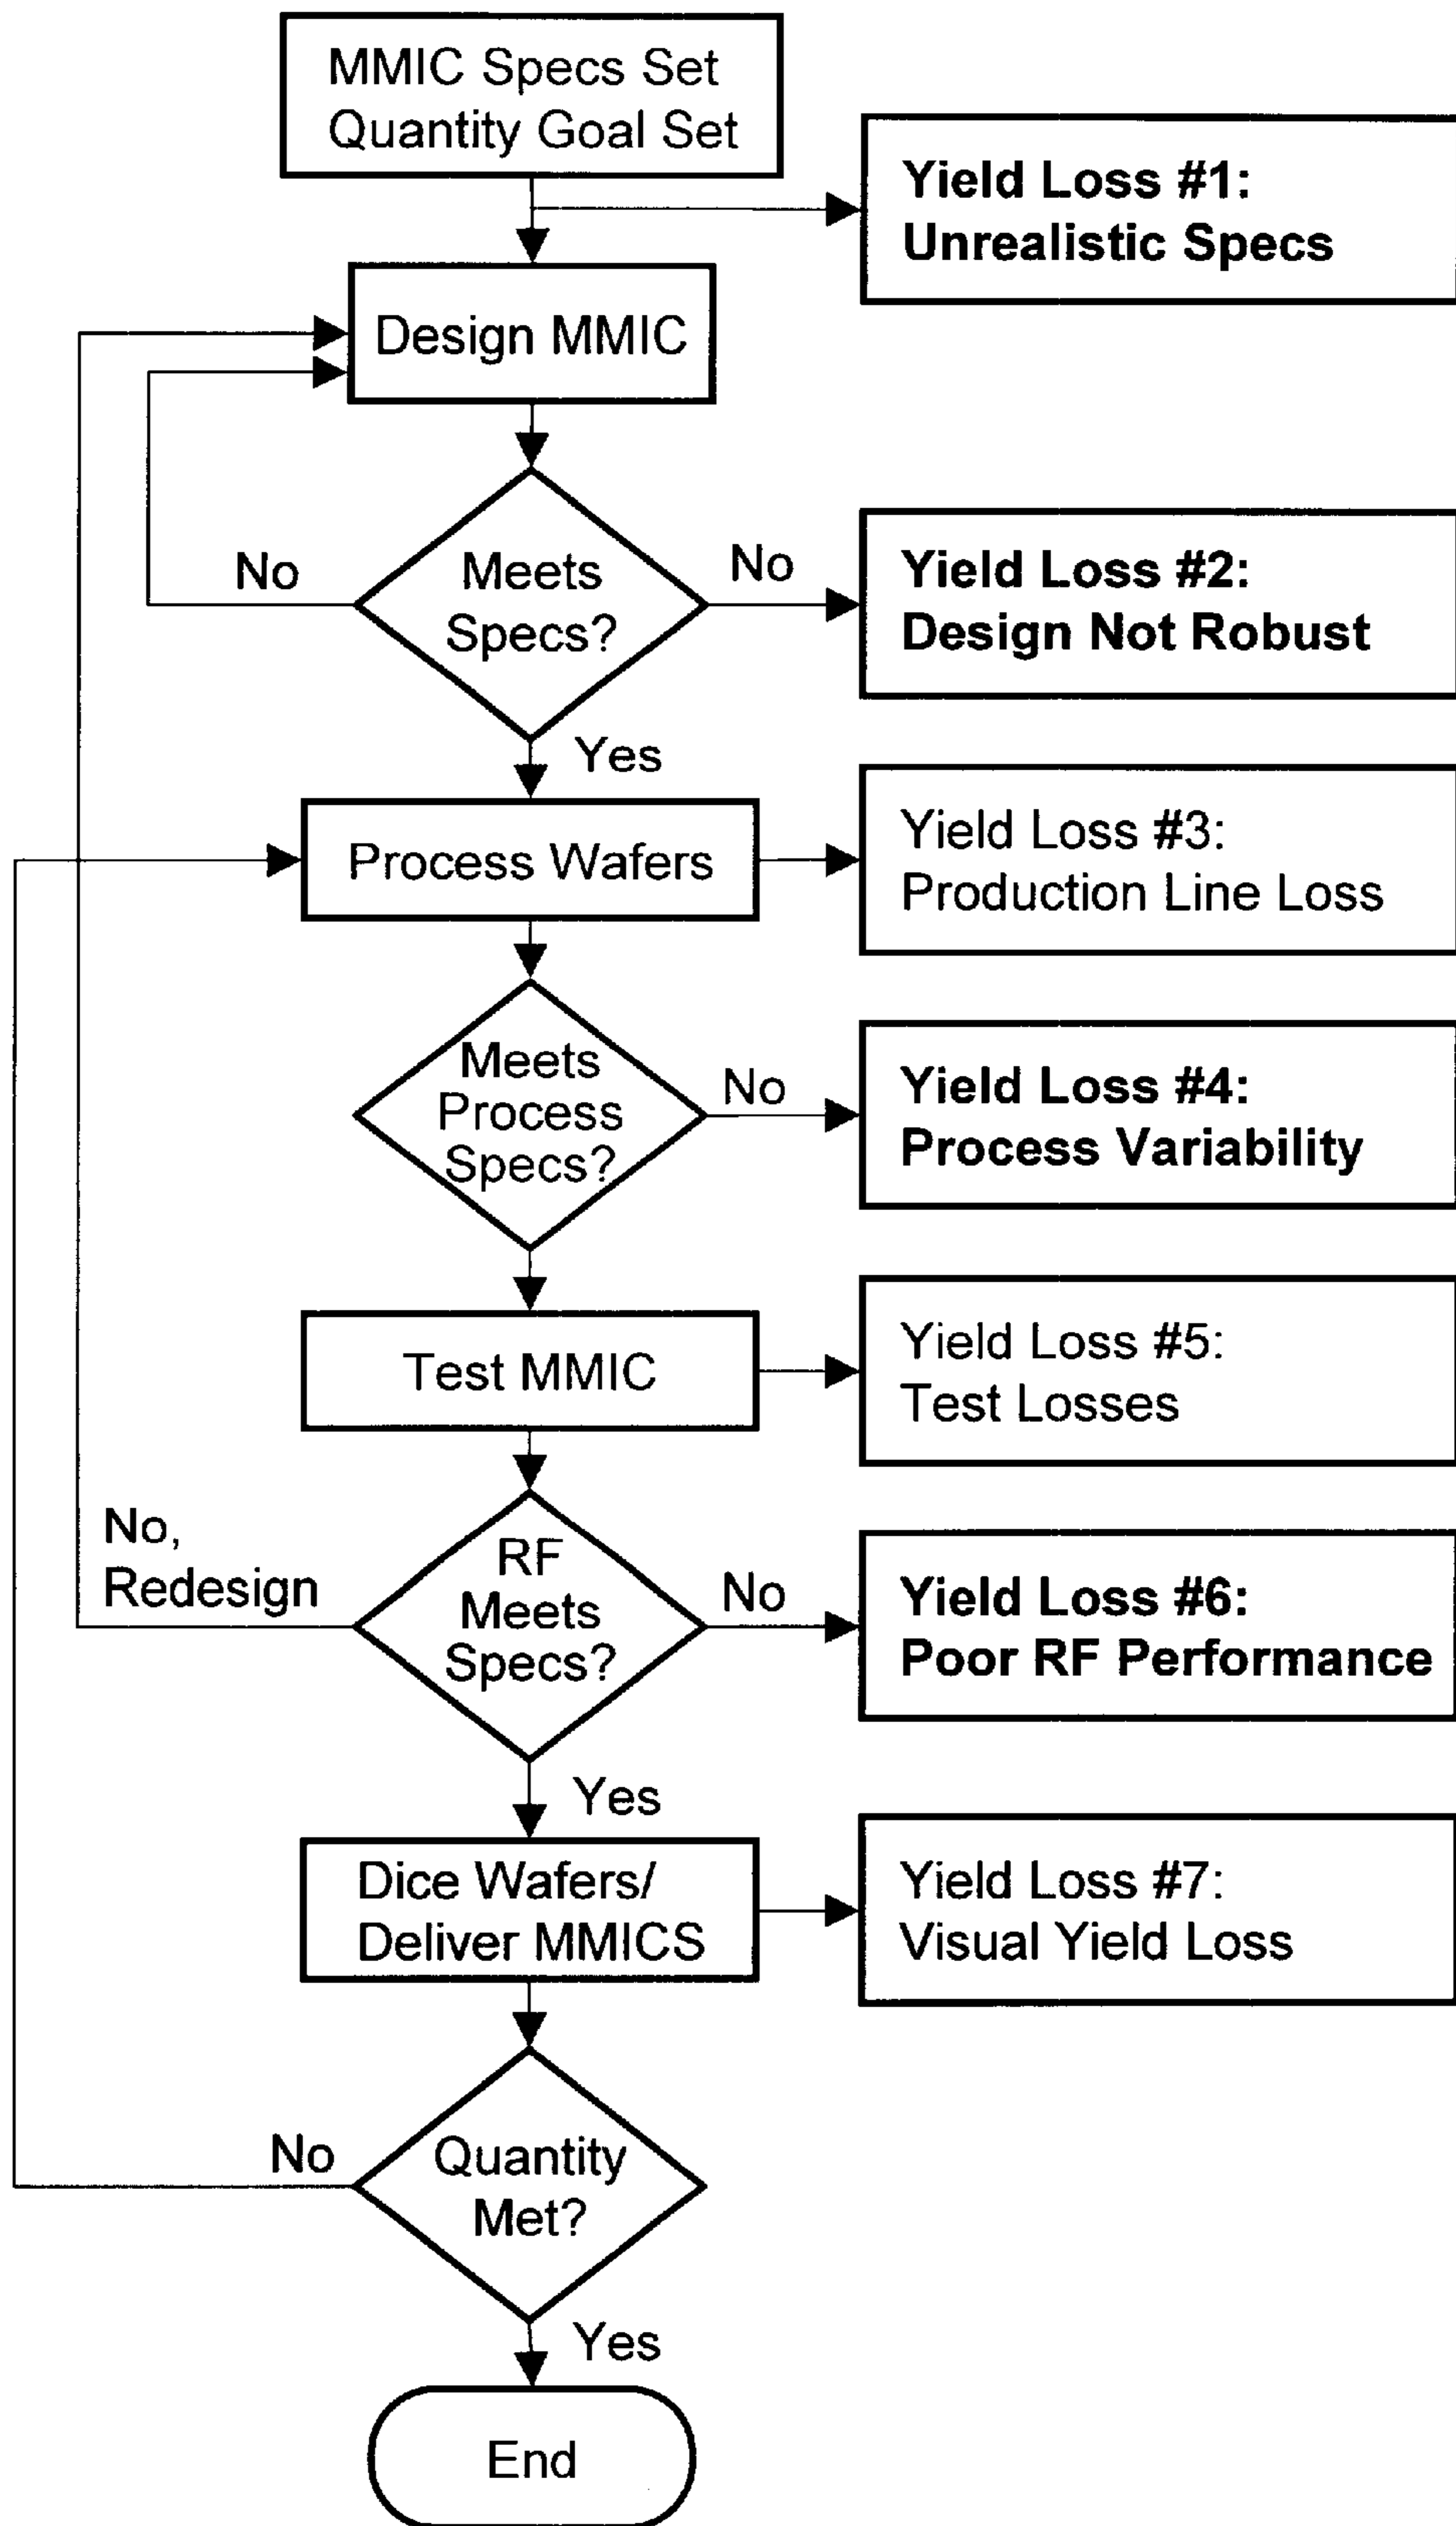 MMIC Specs Set
Quantity Goal Set
Yield Loss #1:
Unrealistic Specs
Design MMIC
No
Meets
Specs?
No
Yield Loss #2:
Design Not Robust
Yes
Process Wafers
Yield Loss #3:
Production Line Loss
Meets
Process
Specs?
No
Yield Loss #4:
Process Variability
Test MMIC
Yield Loss #5:
Test Losses
No,
Redesign
RF
Meets
Specs?
No
Yield Loss #6:
Poor RF Performance
Yes
Dice Wafers/
Deliver MMICS
Yield Loss #7:
Visual Yield Loss
No
Quantity
Met?
Yes
End